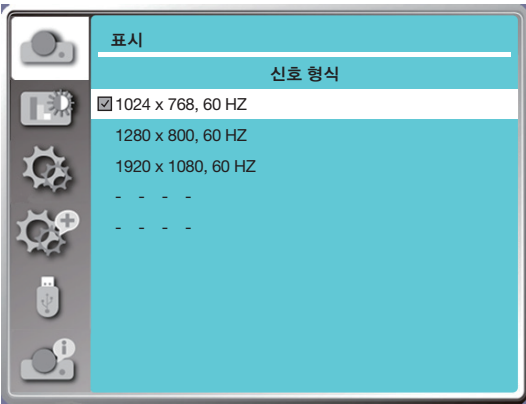 표시
신호 형식
1024 x 768, 60 HZ
1280 x 800, 60 HZ
1920 x 1080, 60 HZ
- - - -
- - - -